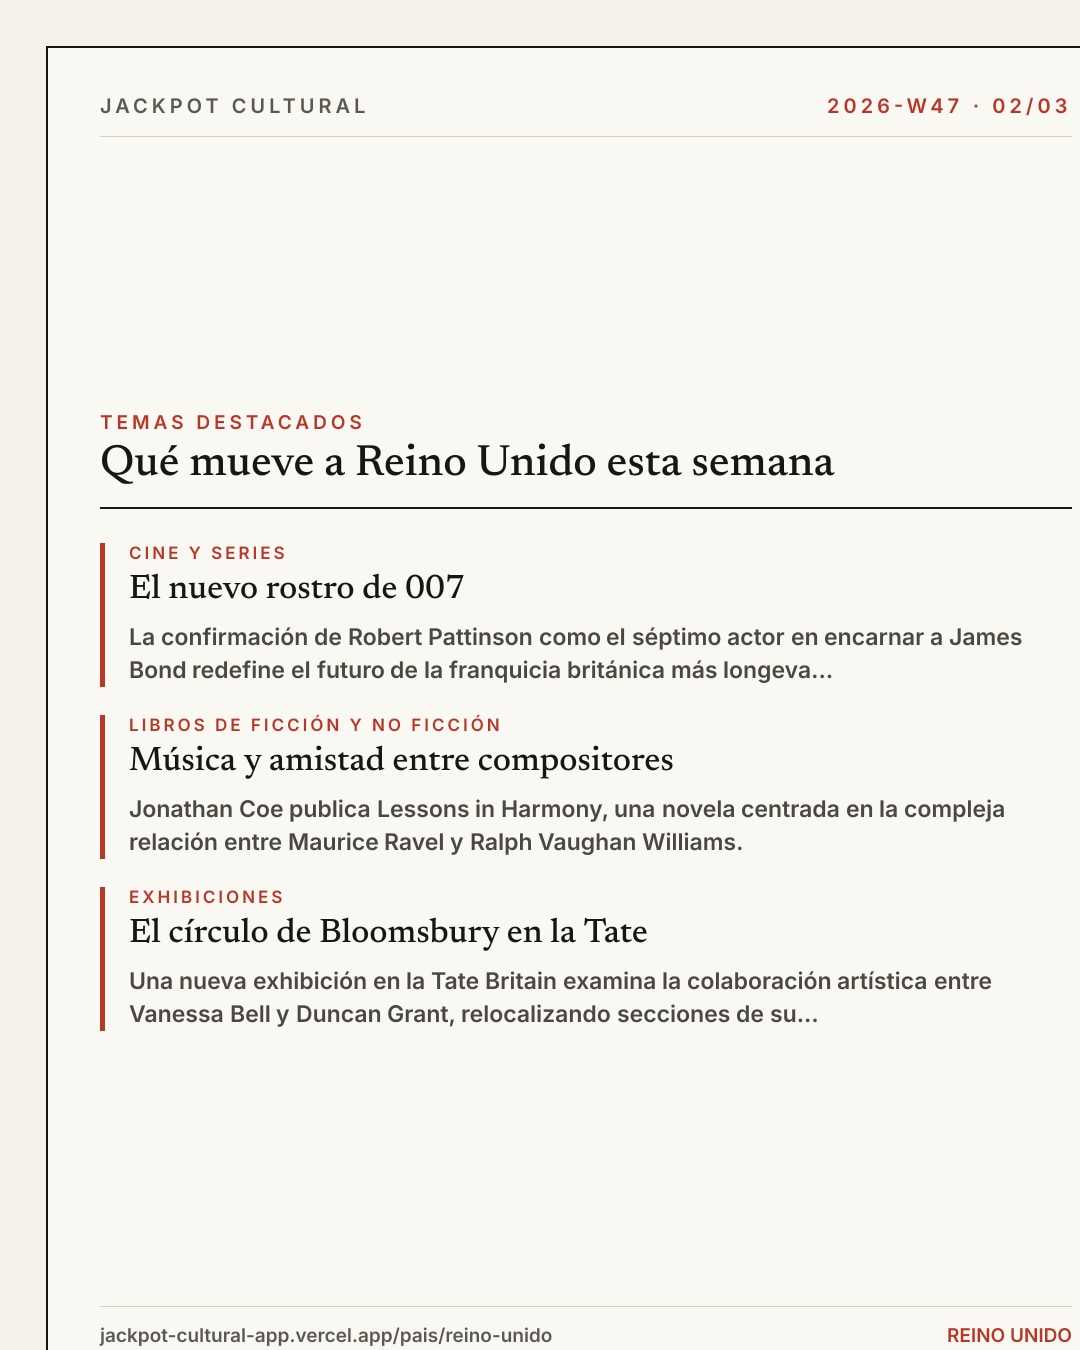 JACKPOT CULTURAL
2026-W47 · 02/03
TEMAS DESTACADOS
Qué mueve a Reino Unido esta semana
CINE Y SERIES
El nuevo rostro de 007
La confirmación de Robert Pattinson como el séptimo actor en encarnar a James
Bond redefine el futuro de la franquicia británica más longeva...
LIBROS DE FICCIÓN Y NO FICCIÓN
Música y amistad entre compositores
Jonathan Coe publica Lessons in Harmony, una novela centrada en la compleja
relación entre Maurice Ravel y Ralph Vaughan Williams.
EXHIBICIONES
El círculo de Bloomsbury en la Tate
Una nueva exhibición en la Tate Britain examina la colaboración artística entre
Vanessa Bell y Duncan Grant, relocalizando secciones de su...
jackpot-cultural-app.vercel.app/pais/reino-unido
REINO UNIDO